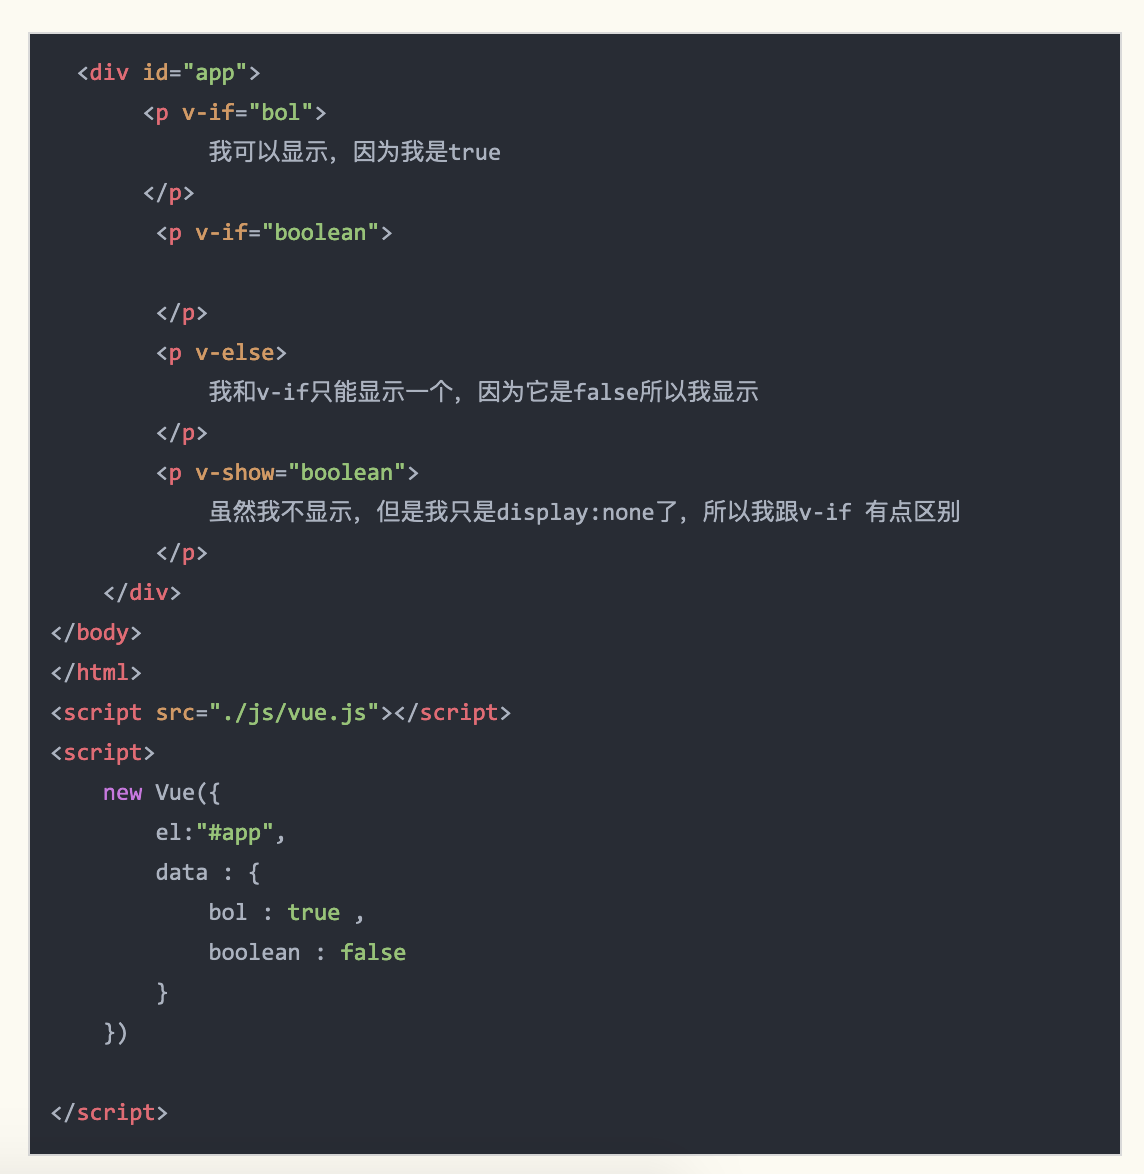 <div id="app">
<p v-if="bol">
我可以显示，因为我是true
</p>
<p v-if="boolean">
</p>
<p v-else>
我和v-if只能显示一个，因为它是false所以我显示
</p>
<p v-show="boolean">
虽然我不显示，但是我只是display:none了，所以我跟v-if 有点区别
</p>
</div>
</body>
</html>
<script src="./js/vue.js"></script>
<script>
new Vue({
el:"#app",
data : {
bol : true ,
boolean : false
}
})
</script>